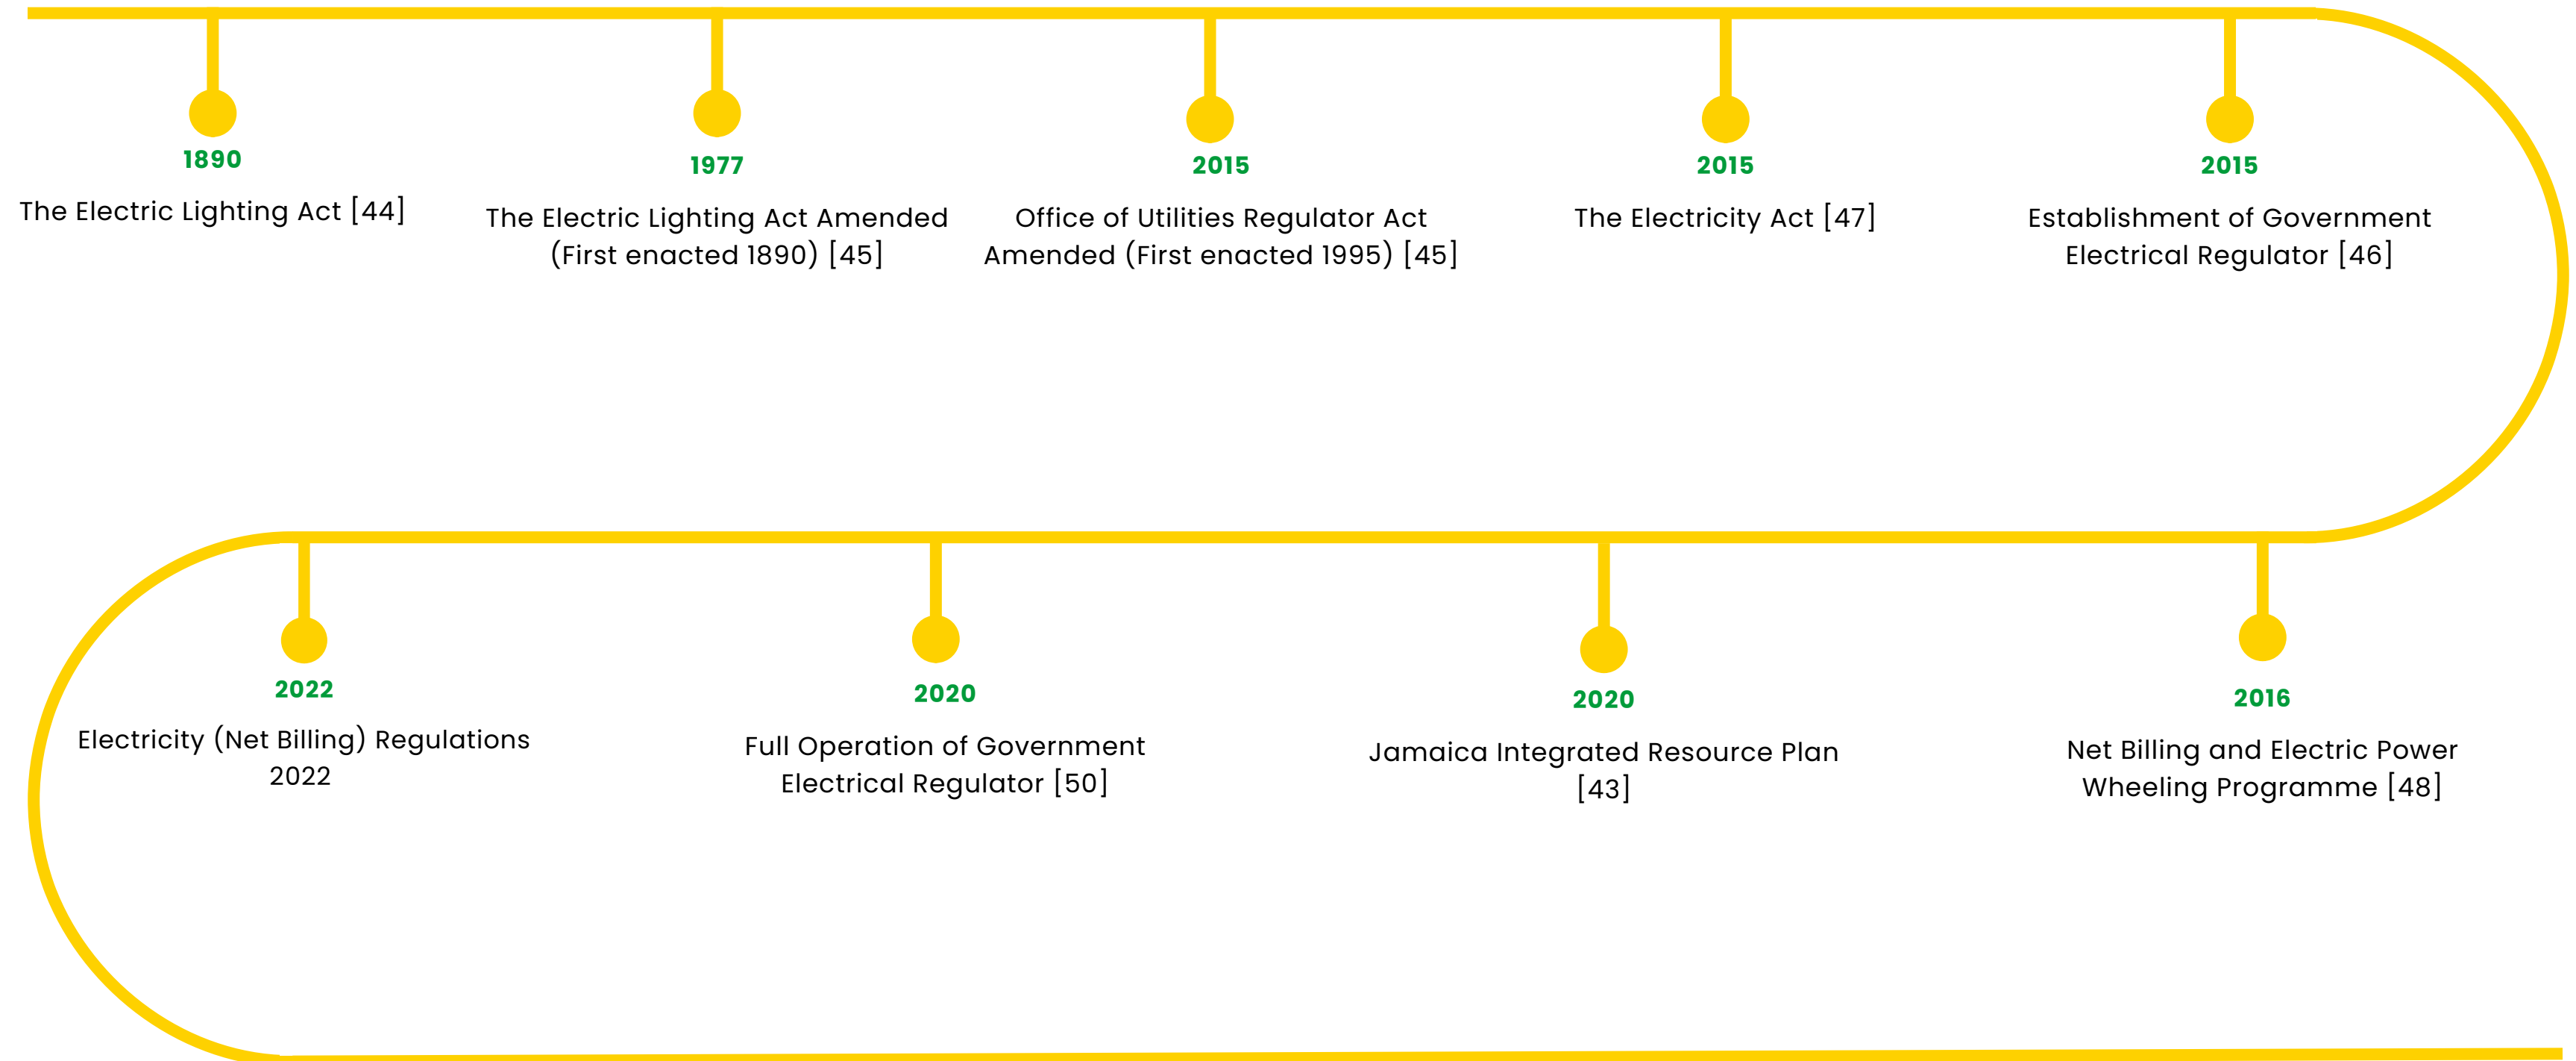 1890
The Electric Lighting Act [44]
1977
The Electric Lighting Act Amended
(First enacted 1890) [45]
2015
Office of Utilities Regulator Act
Amended (First enacted 1995) [45]
2015
The Electricity Act [47]
2015
Establishment of Government
Electrical Regulator [46]
2022
Electricity (Net Billing) Regulations
2022
2020
Full Operation of Government
Electrical Regulator [50]
2020
Jamaica Integrated Resource Plan
[43]
2016
Net Billing and Electric Power
Wheeling Programme [48]